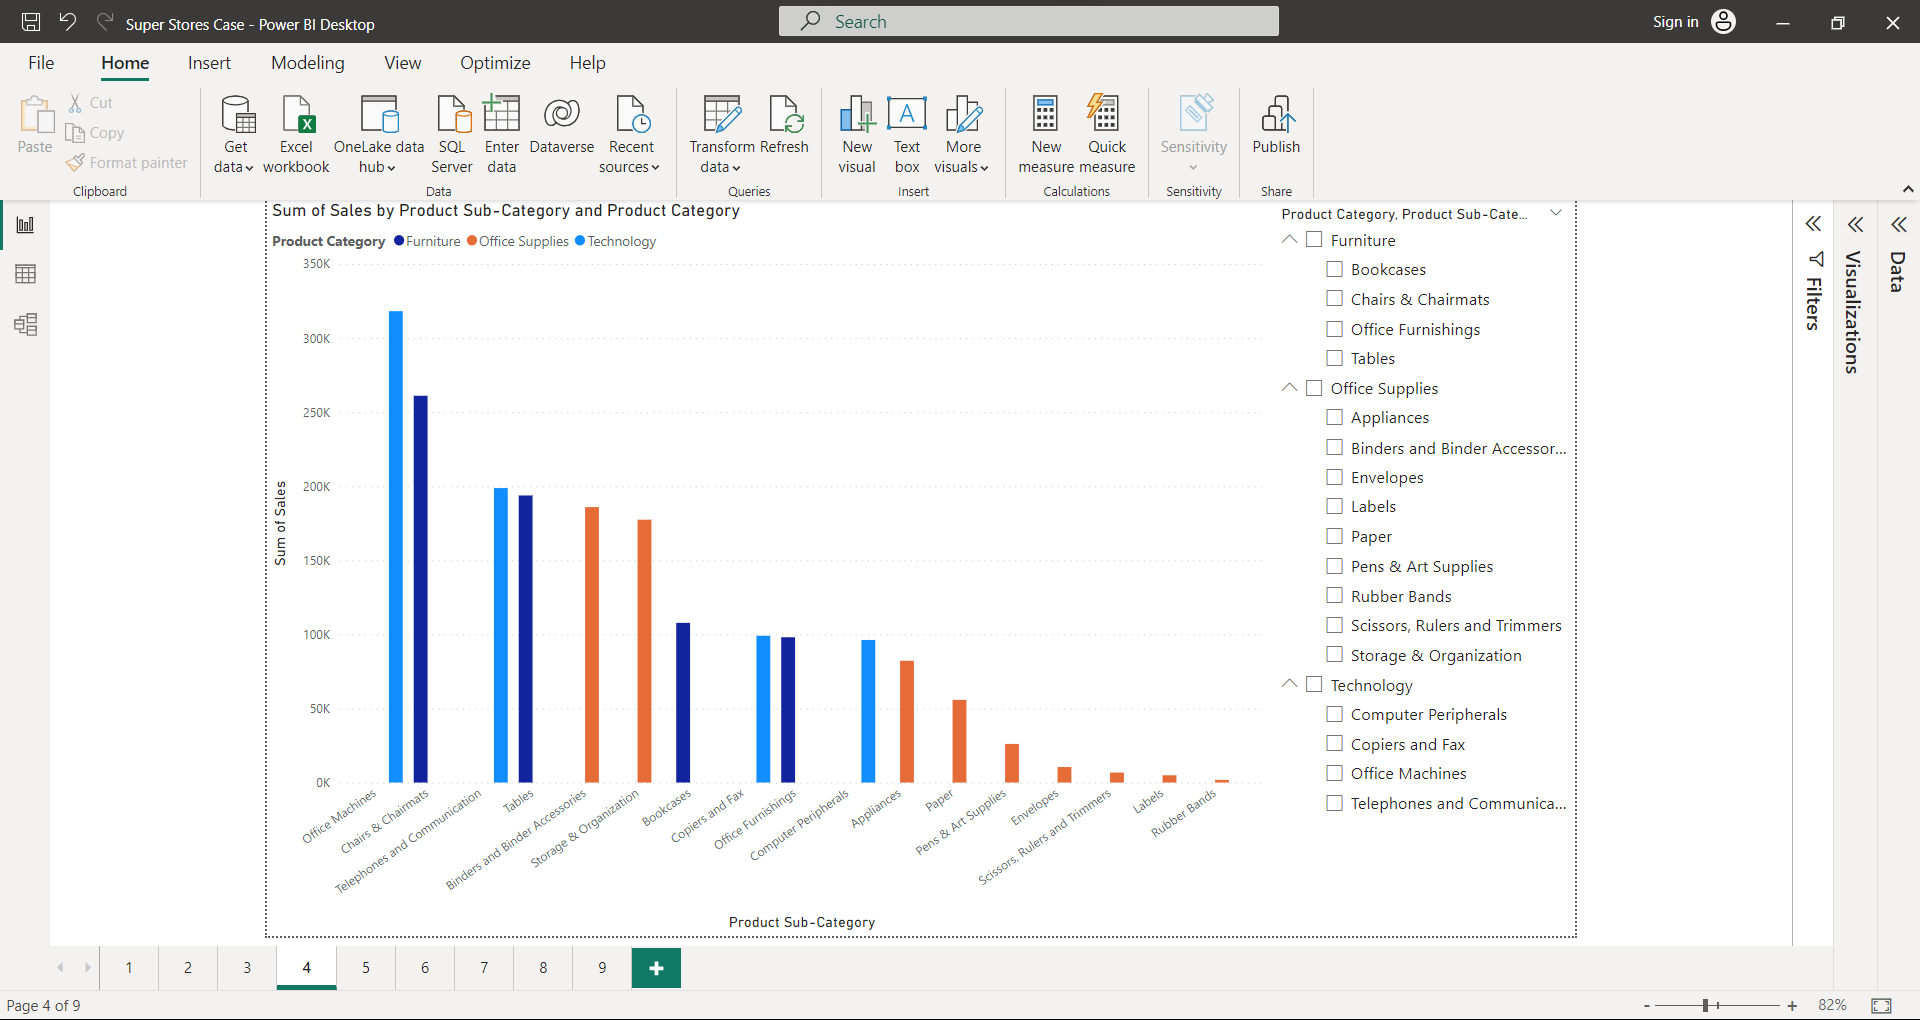 Super Stores Case - Power BI Desktop
Search
Sign in
File Home Insert Modeling View Optimize Help
Paste
Cut
Copy
Format painter
Clipboard
Get data
Excel workbook
OneLake data hub
SQL Server
Enter data
Dataverse
Recent sources
Data
Transform data
Refresh
Queries
New visual
Text box
More visuals
Insert
New measure
Quick measure
Calculations
Sensitivity
Sensitivity
Publish
Share
Sum of Sales by Product Sub-Category and Product Category
Product Category Furniture Office Supplies Technology
350K
300K
250K
200K
150K
100K
50K
0K
Sum of Sales
Office Machines
Chairs & Chairmats
Telephones and Communication
Tables
Binders and Binder Accessories
Storage & Organization
Bookcases
Copiers and Fax
Office Furnishings
Computer Peripherals
Appliances
Paper
Pens & Art Supplies
Envelopes
Scissors, Rulers and Trimmers
Labels
Rubber Bands
Product Sub-Category
Product Category, Product Sub-Cate...
Furniture
Bookcases
Chairs & Chairmats
Office Furnishings
Tables
Office Supplies
Appliances
Binders and Binder Accessor...
Envelopes
Labels
Paper
Pens & Art Supplies
Rubber Bands
Scissors, Rulers and Trimmers
Storage & Organization
Technology
Computer Peripherals
Copiers and Fax
Office Machines
Telephones and Communica...
Filters
Visualizations
Data
1 2 3 4 5 6 7 8 9
Page 4 of 9
- + 82%